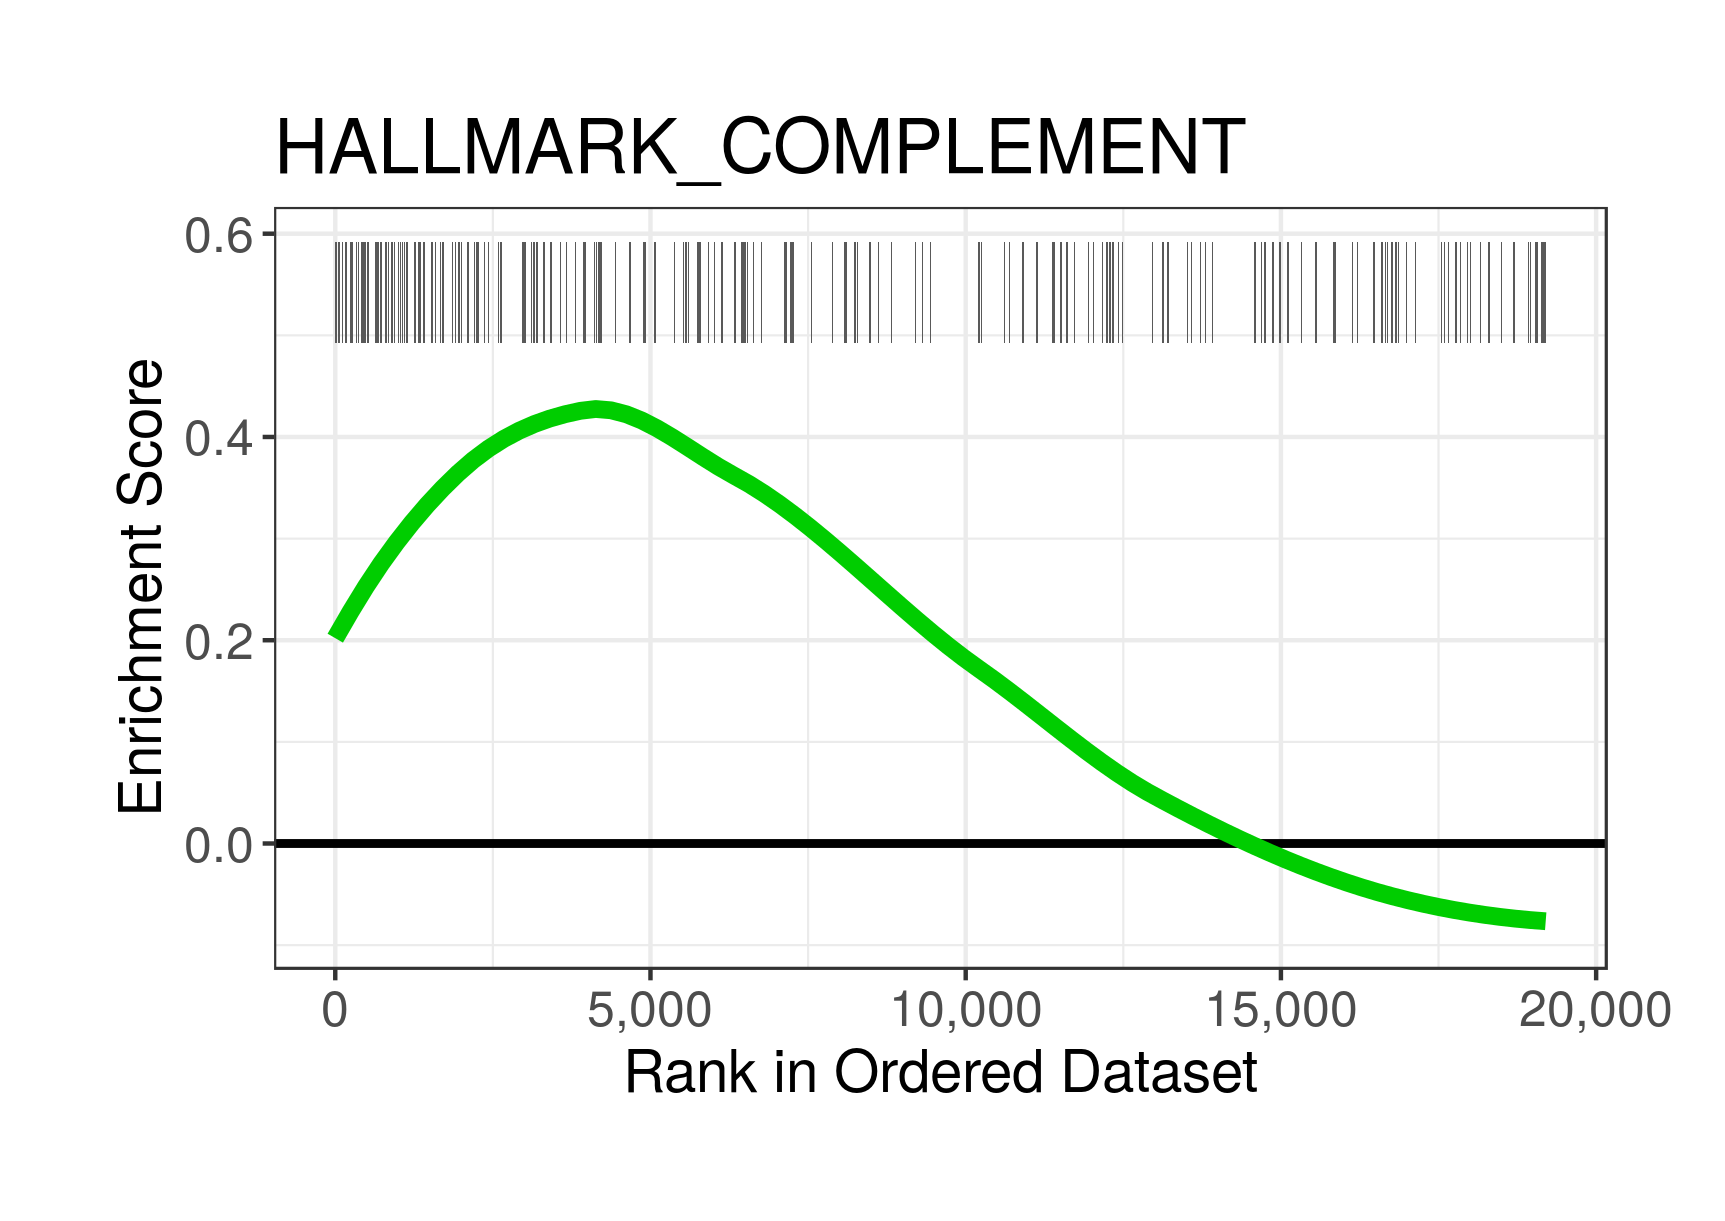 HALLMARK_COMPLEMENT
0.6
0.4
0.2
0.0
Enrichment Score
0 5,000 10,000 15,000 20,000
Rank in Ordered Dataset